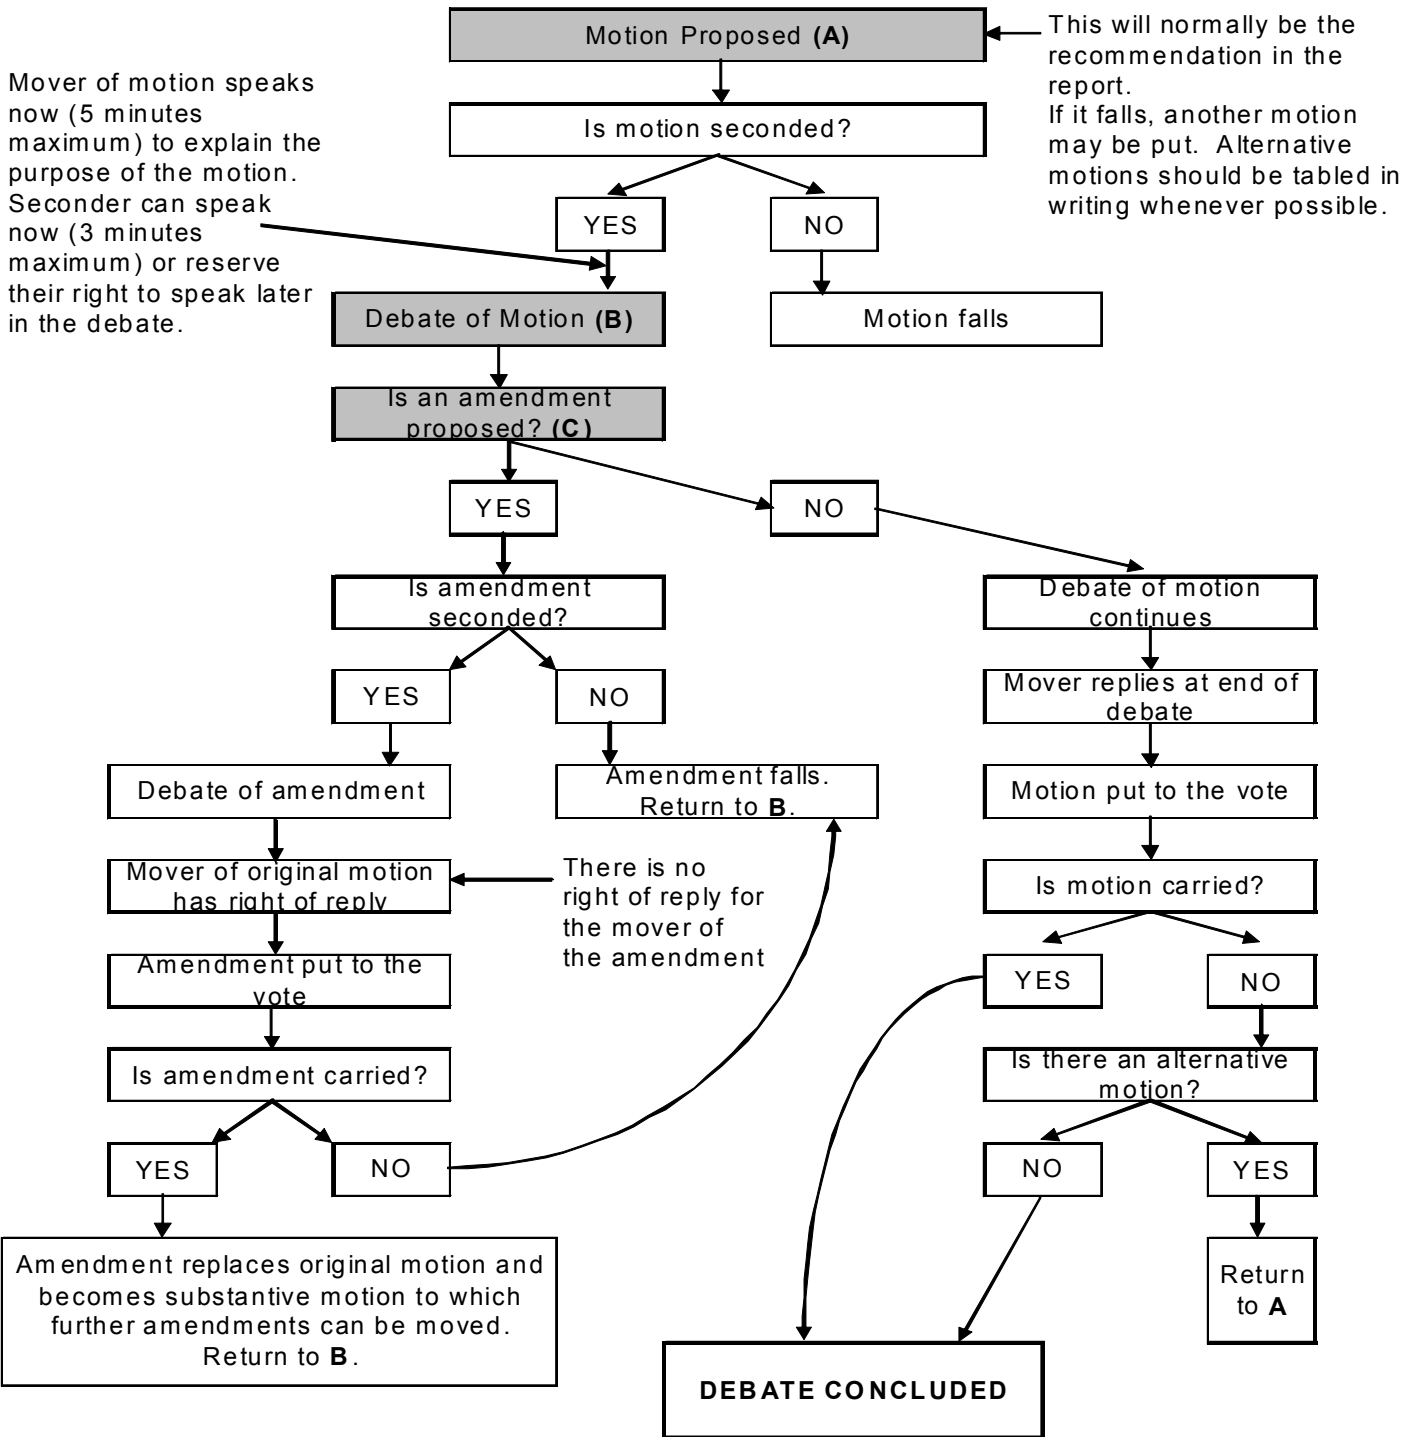 Motion Proposed (A)
This will normally be the
recommendation in the
report.
If it falls, another motion
may be put. Alternative
motions should be tabled in
writing whenever possible.
Mover of motion speaks
now (5 minutes
maximum) to explain the
purpose of the motion.
Seconder can speak
now (3 minutes
maximum) or reserve
their right to speak later
in the debate.
Is motion seconded?
YES
NO
Debate of Motion (B)
Motion falls
Is an amendment
proposed? (C)
YES
NO
Is amendment
seconded?
Debate of motion
continues
YES
NO
Mover replies at end of
debate
Debate of amendment
Amendment falls.
Return to B.
Motion put to the vote
Mover of original motion
has right of reply
There is no
right of reply for
the mover of
the amendment
Is motion carried?
Amendment put to the
vote
YES
NO
Is amendment carried?
Is there an alternative
motion?
YES
NO
NO
YES
Amendment replaces original motion and
becomes substantive motion to which
further amendments can be moved.
Return to B.
Return
to A
DEBATE CONCLUDED